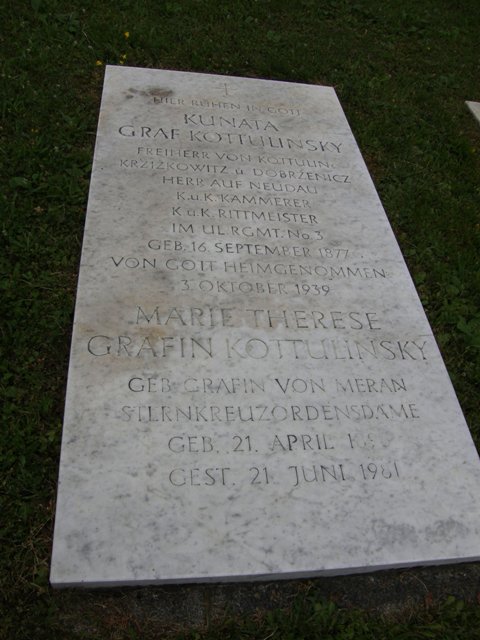 HIER RUHEN IN GOTT
KUNATA
GRAF KOTTULINSKY
FREIHERR VON KOTTULIN,
KRZIZKOWITZ u. DOBRZENICZ
HERR AUF NEUDAU
K.u.K. KAMMERER
K.u.K. RITTMEISTER
IM UL.RGMT. No. 3
GEB. 16. SEPTEMBER 1877
VON GOTT HEIMGENOMMEN
3. OKTOBER 1939
MARIE THERESE
GRÄFIN KOTTULINSKY
GEB. GRÄFIN VON MERAN
STERNKREUZORDENSDAME
GEB. 21. APRIL
GEST. 21. JUNI 1981